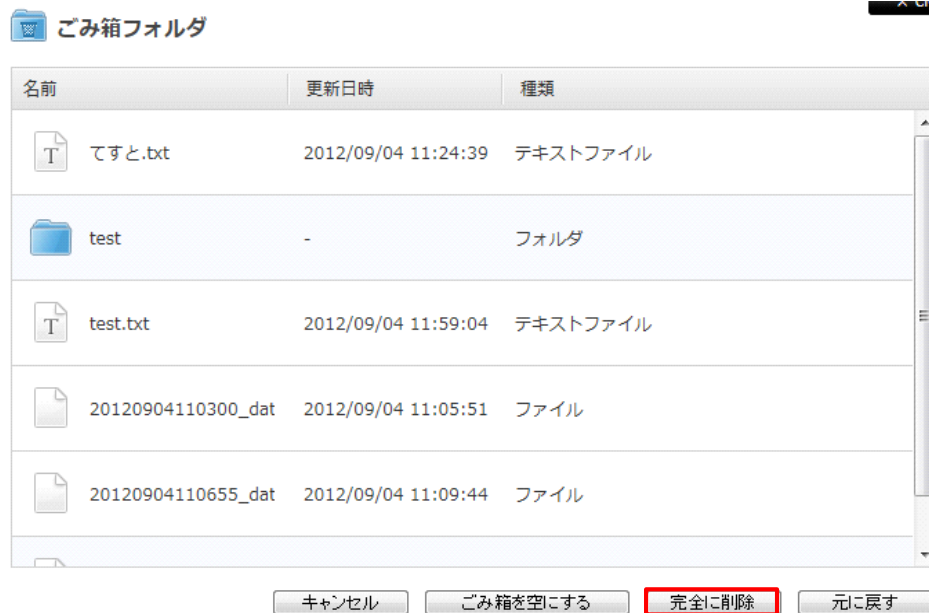 ごみ箱フォルダ
名前 更新日時 種類
てすと.txt 2012/09/04 11:24:39 テキストファイル
test - フォルダ
test.txt 2012/09/04 11:59:04 テキストファイル
20120904110300_dat 2012/09/04 11:05:51 ファイル
20120904110655_dat 2012/09/04 11:09:44 ファイル
キャンセル ごみ箱を空にする 完全に削除 元に戻す